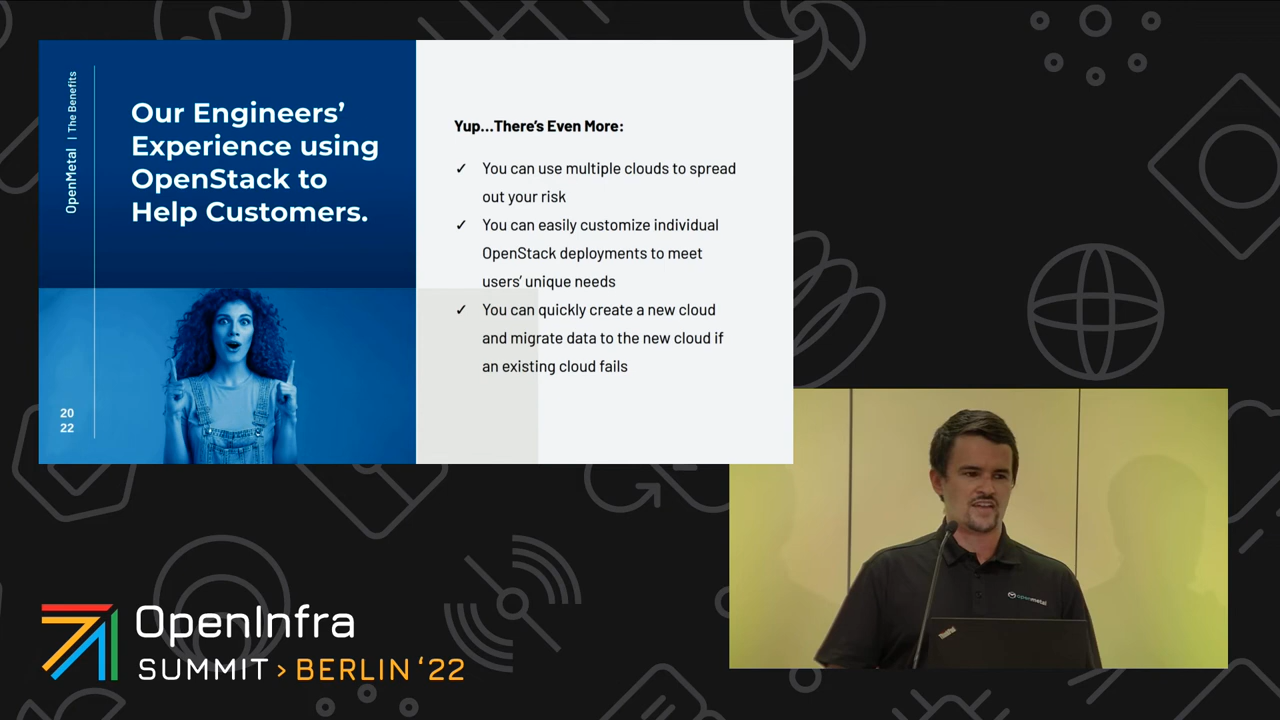 OpenMetal | The Benefits
Our Engineers'
Experience using
OpenStack to
Help Customers.
20
22
Yup...There's Even More:
✓ You can use multiple clouds to spread
out your risk
✓ You can easily customize individual
OpenStack deployments to meet
users' unique needs
✓ You can quickly create a new cloud
and migrate data to the new cloud if
an existing cloud fails
openmetal
ThinkPad
OpenInfra
SUMMIT > BERLIN '22